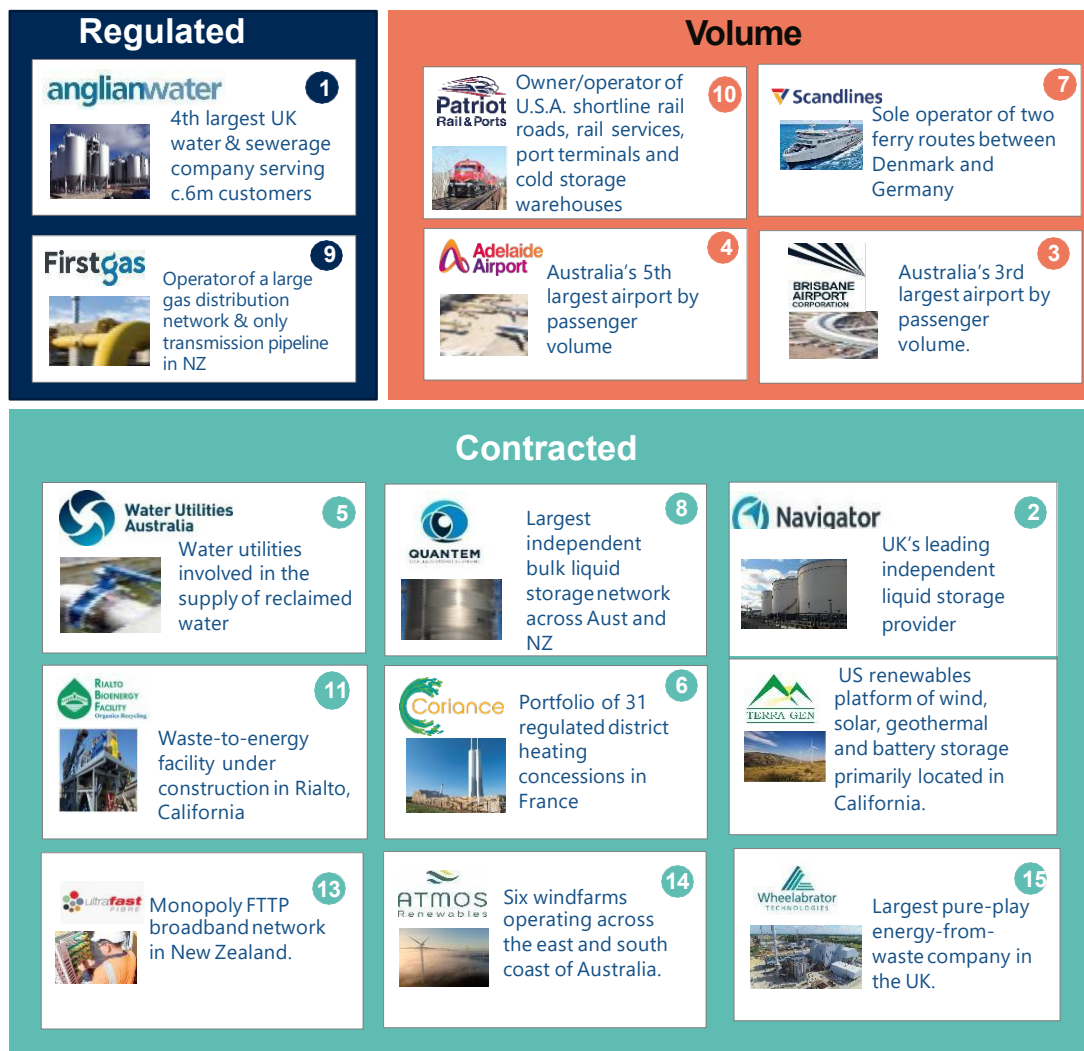 Regulated
anglianwater
1
4th largest UK
water & sewerage
company serving
c.6m customers
Firstgas
9
Operator of a large
gas distribution
network & only
transmission pipeline
in NZ
Volume
Patriot
Rail & Ports
10
Owner/operator of
U.S.A. shortline rail
roads, rail services,
port terminals and
cold storage
warehouses
Scandlines
7
Sole operator of two
ferry routes between
Denmark and
Germany
Adelaide
Airport
4
Australia's 5th
largest airport by
passenger
volume
BRISBANE
AIRPORT
CORPORATION
3
Australia's 3rd
largest airport by
passenger
volume.
Contracted
Water Utilities
Australia
5
Water utilities
involved in the
supply of reclaimed
water
QUANTEM
8
Largest
independent
bulk liquid
storage network
across Aust and
NZ
Navigator
2
UK's leading
independent
liquid storage
provider
RIALTO
BIOENERGY
FACILITY
Organics Recycling
11
Waste-to-energy
facility under
construction in Rialto,
California
Coriance
6
Portfolio of 31
regulated district
heating
concessions in
France
TERRA GEN
US renewables
platform of wind,
solar, geothermal
and battery storage
primarily located in
California.
ultrafast
FIBRE
13
Monopoly FTTP
broadband network
in New Zealand.
ATMOS
Renewables
14
Six windfarms
operating across
the east and south
coast of Australia.
Wheelabrator
TECHNOLOGIES
15
Largest pure-play
energy-from-
waste company in
the UK.